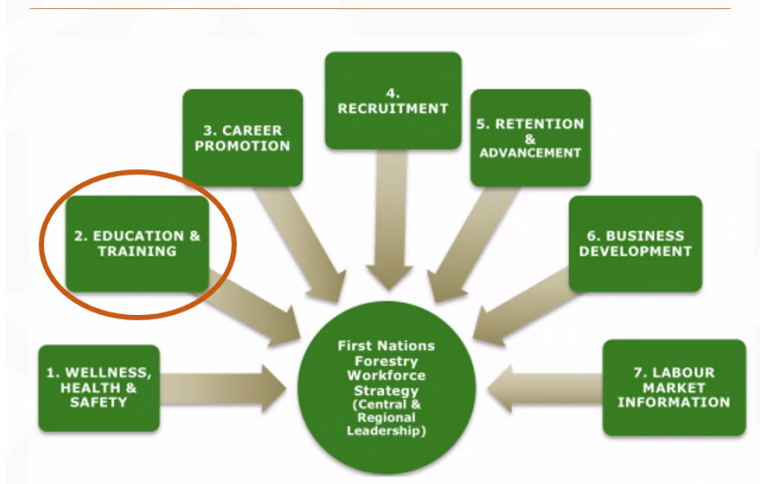 1. WELLNESS,
HEALTH &
SAFETY
2. EDUCATION &
TRAINING
3. CAREER
PROMOTION
4.
RECRUITMENT
5. RETENTION
&
ADVANCEMENT
6. BUSINESS
DEVELOPMENT
7. LABOUR
MARKET
INFORMATION
First Nations
Forestry
Workforce
Strategy
(Central &
Regional
Leadership)